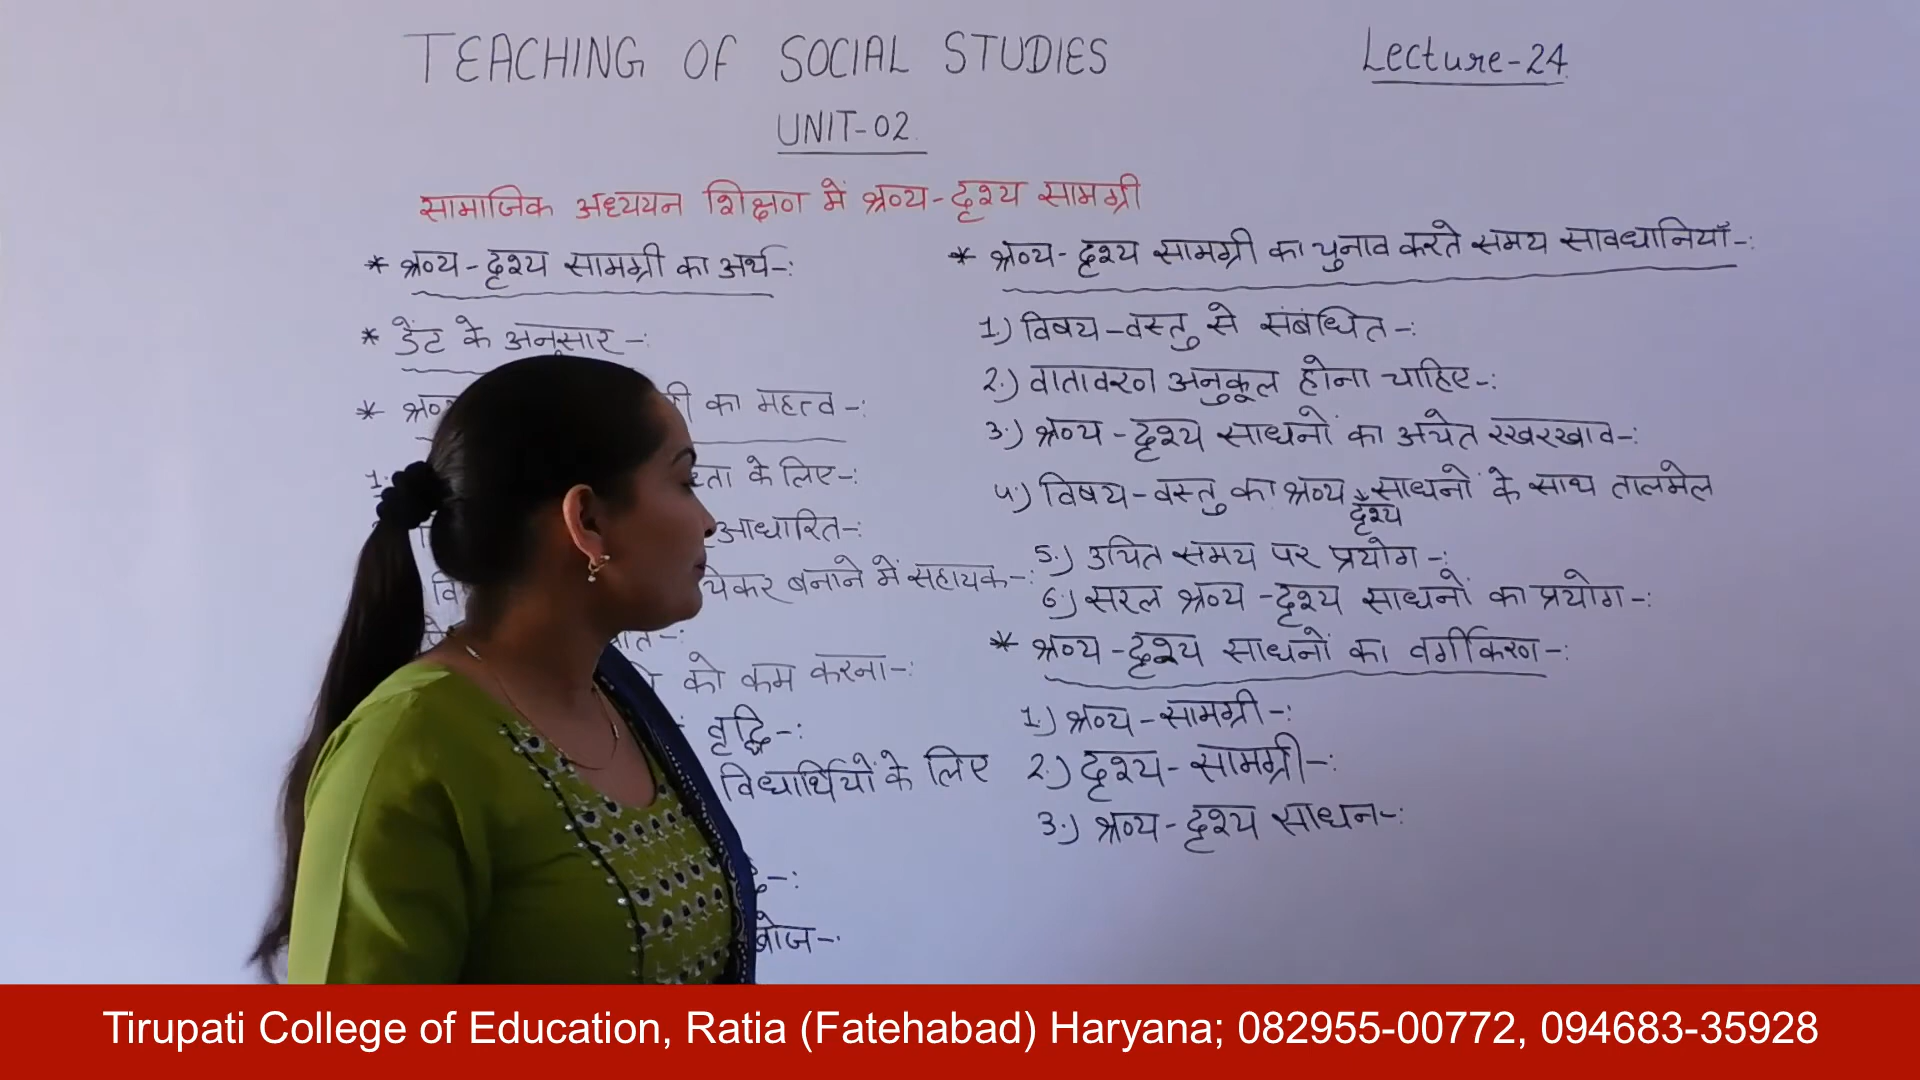 TEACHING OF SOCIAL STUDIES
Lecture-24
UNIT-02
सामाजिक अध्ययन शिक्षण में श्रव्य-दृश्य सामग्री
* श्रव्य-दृश्य सामग्री का अर्थ-:
* डेंट के अनुसार-:
* का महत्व-:
1. के लिए-:
आधारित-:
बनाने में सहायक-:
को कम करना-:
वृद्धि-:
विद्यार्थियों के लिए
* श्रव्य-दृश्य सामग्री का चुनाव करते समय सावधानियाँ-:
1.) विषय-वस्तु से संबंधित-:
2.) वातावरण अनुकूल होना चाहिए-:
3.) श्रव्य-दृश्य साधनों का उचित रखरखाव-:
4.) विषय-वस्तु का श्रव्य दृश्य साधनों के साथ तालमेल
5.) उचित समय पर प्रयोग-:
6.) सरल श्रव्य-दृश्य साधनों का प्रयोग-:
* श्रव्य-दृश्य साधनों का वर्गीकरण-:
1.) श्रव्य-सामग्री-:
2.) दृश्य-सामग्री-:
3.) श्रव्य-दृश्य साधन-:
Tirupati College of Education, Ratia (Fatehabad) Haryana; 082955-00772, 094683-35928